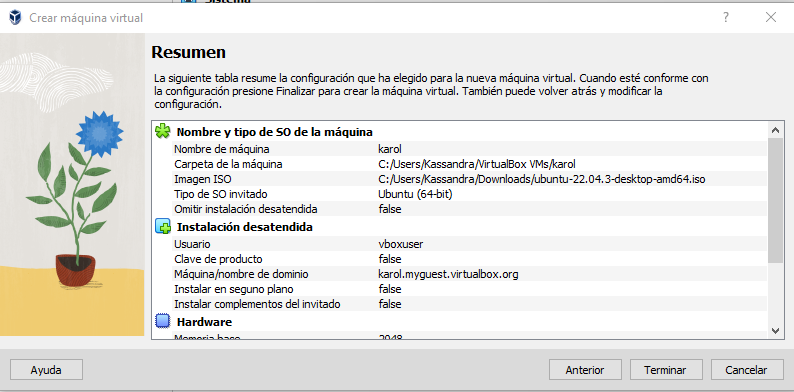 Sistema
Crear máquina virtual
Resumen
La siguiente tabla resume la configuración que ha elegido para la nueva máquina virtual. Cuando esté conforme con
la configuración presione Finalizar para crear la máquina virtual. También puede volver atrás y modificar la
configuración.
Nombre y tipo de SO de la máquina
Nombre de máquina karol
Carpeta de la máquina C:/Users/Kassandra/VirtualBox VMs/karol
Imagen ISO C:/Users/Kassandra/Downloads/ubuntu-22.04.3-desktop-amd64.iso
Tipo de SO invitado Ubuntu (64-bit)
Omitir instalación desatendida false
Instalación desatendida
Usuario vboxuser
Clave de producto false
Máquina/nombre de dominio karol.myguest.virtualbox.org
Instalar en seguno plano false
Instalar complementos del invitado false
Hardware
Memoria base 2048
Ayuda Anterior Terminar Cancelar